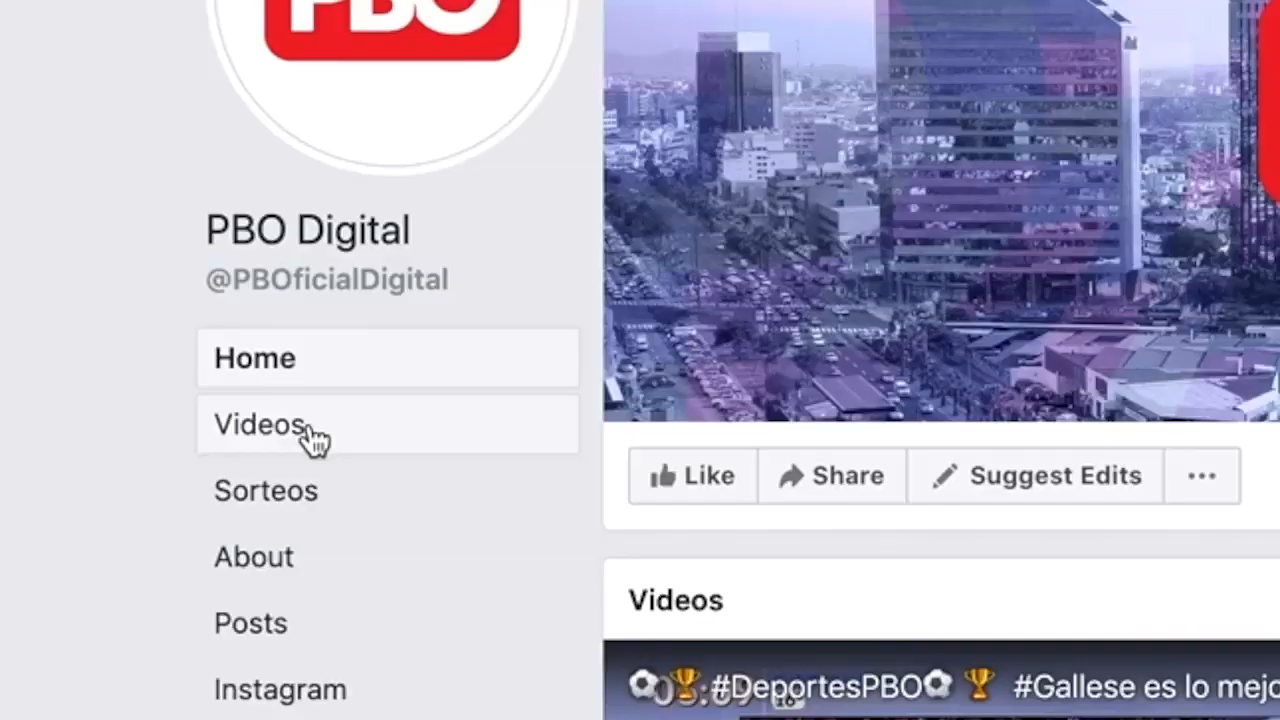 PBO
PBO Digital
@PBOficialDigital
Home
Videos
Sorteos
About
Posts
Instagram
Like
Share
Suggest Edits
Videos
#DeportesPBO #Gallese es lo mejo